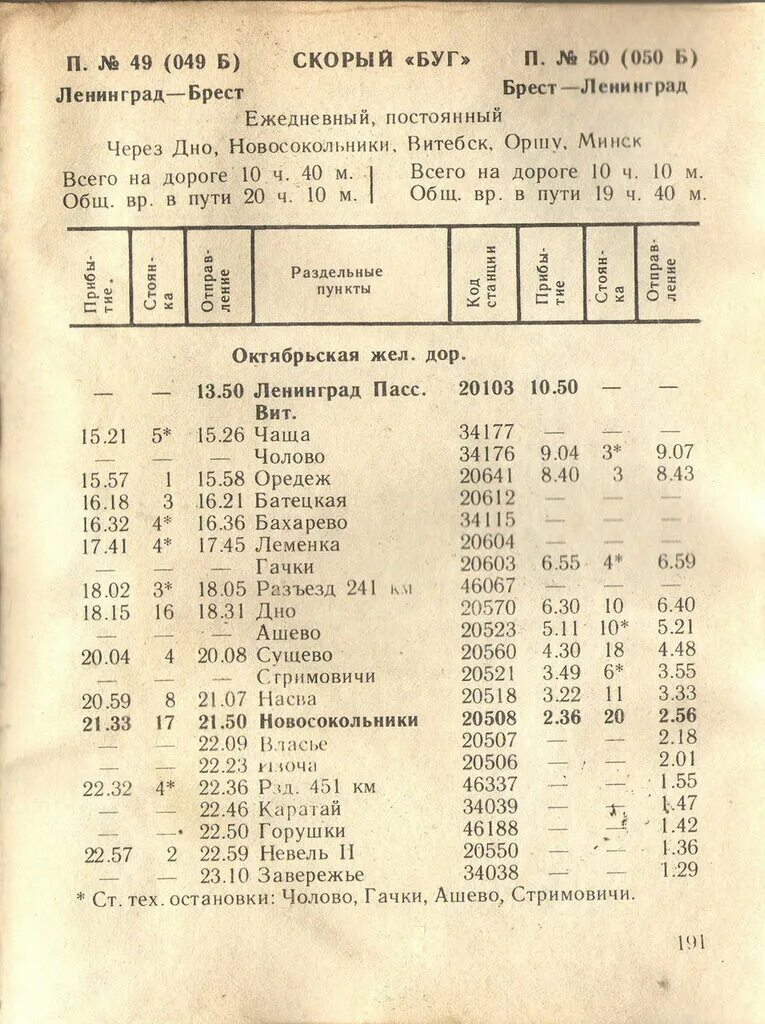 П. № 49 (049 Б) СКОРЫЙ «БУГ» П. № 50 (050 Б)
Ленинград—Брест Брест—Ленинград
Ежедневный, постоянный
Через Дно, Новосокольники, Витебск, Оршу, Минск
Всего на дороге 10 ч. 40 м. Всего на дороге 10 ч. 10 м.
Общ. вр. в пути 20 ч. 10 м. Общ. вр. в пути 19 ч. 40 м.
Прибы-тие. Стоян-ка Отправ-ление Раздельные пункты Код станции Прибы-тие Стоян-ка Отправ-ление
Октябрьская жел. дор.
— — 13.50 Ленинград Пасс. 20103 10.50 — —
Вит.
15.21 5* 15.26 Чаща 34177 — — —
— — — Чолово 34176 9.04 3* 9.07
15.57 1 15.58 Оредеж 20641 8.40 3 8.43
16.18 3 16.21 Батецкая 20612 — — —
16.32 4* 16.36 Бахарево 34115 — — —
17.41 4* 17.45 Леменка 20604 — — —
— — — Гачки 20603 6.55 4* 6.59
18.02 3* 18.05 Разъезд 241 км 46067 — — —
18.15 16 18.31 Дно 20570 6.30 10 6.40
— — — Ашево 20523 5.11 10* 5.21
20.04 4 20.08 Сущево 20560 4.30 18 4.48
— — — Стримовичи 20521 3.49 6* 3.55
20.59 8 21.07 Насва 20518 3.22 11 3.33
21.33 17 21.50 Новосокольники 20508 2.36 20 2.56
— — 22.09 Власье 20507 — — 2.18
— — 22.23 Изоча 20506 — — 2.01
22.32 4* 22.36 Рзд. 451 км 46337 — — 1.55
— — 22.46 Каратай 34039 — — 1.47
— — 22.50 Горушки 46188 — — 1.42
22.57 2 22.59 Невель II 20550 — — 1.36
— — 23.10 Завережье 34038 — — 1.29
* Ст. тех. остановки: Чолово, Гачки, Ашево, Стримовичи.
191